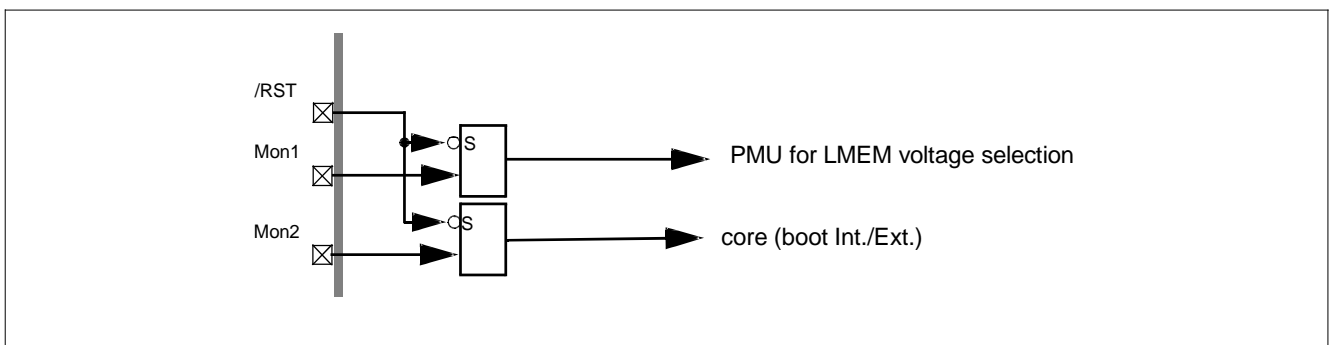 /RST
S
Mon1
PMU for LMEM voltage selection
S
Mon2
core (boot Int./Ext.)